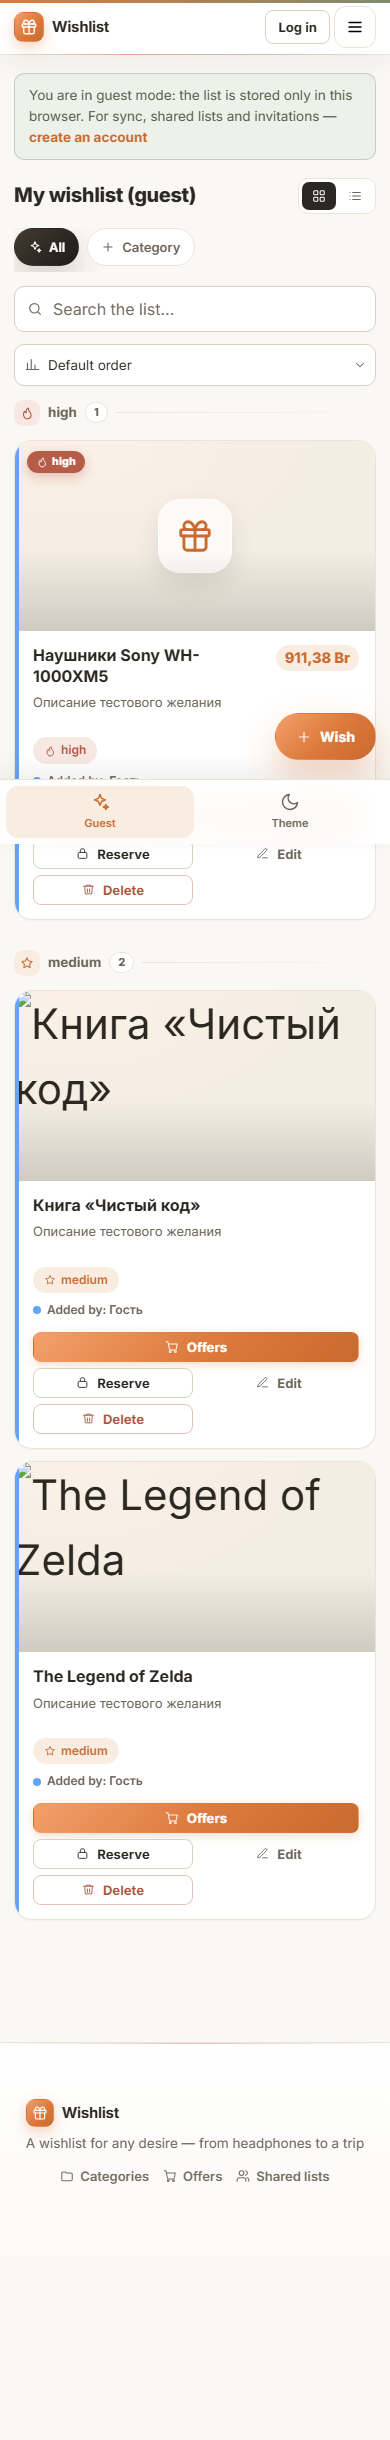 Wishlist
Log in
You are in guest mode: the list is stored only in this
browser. For sync, shared lists and invitations —
create an account
My wishlist (guest)
All
Category
Search the list...
Default order
high 1
high
Наушники Sony WH-
1000XM5
911,38 Br
Описание тестового желания
high
Wish
Added by: Гость
Guest
Theme
Reserve
Edit
Delete
medium 2
Книга «Чистый
код»
Книга «Чистый код»
Описание тестового желания
medium
Added by: Гость
Offers
Reserve
Edit
Delete
The Legend of
Zelda
The Legend of Zelda
Описание тестового желания
medium
Added by: Гость
Offers
Reserve
Edit
Delete
Wishlist
A wishlist for any desire — from headphones to a trip
Categories
Offers
Shared lists